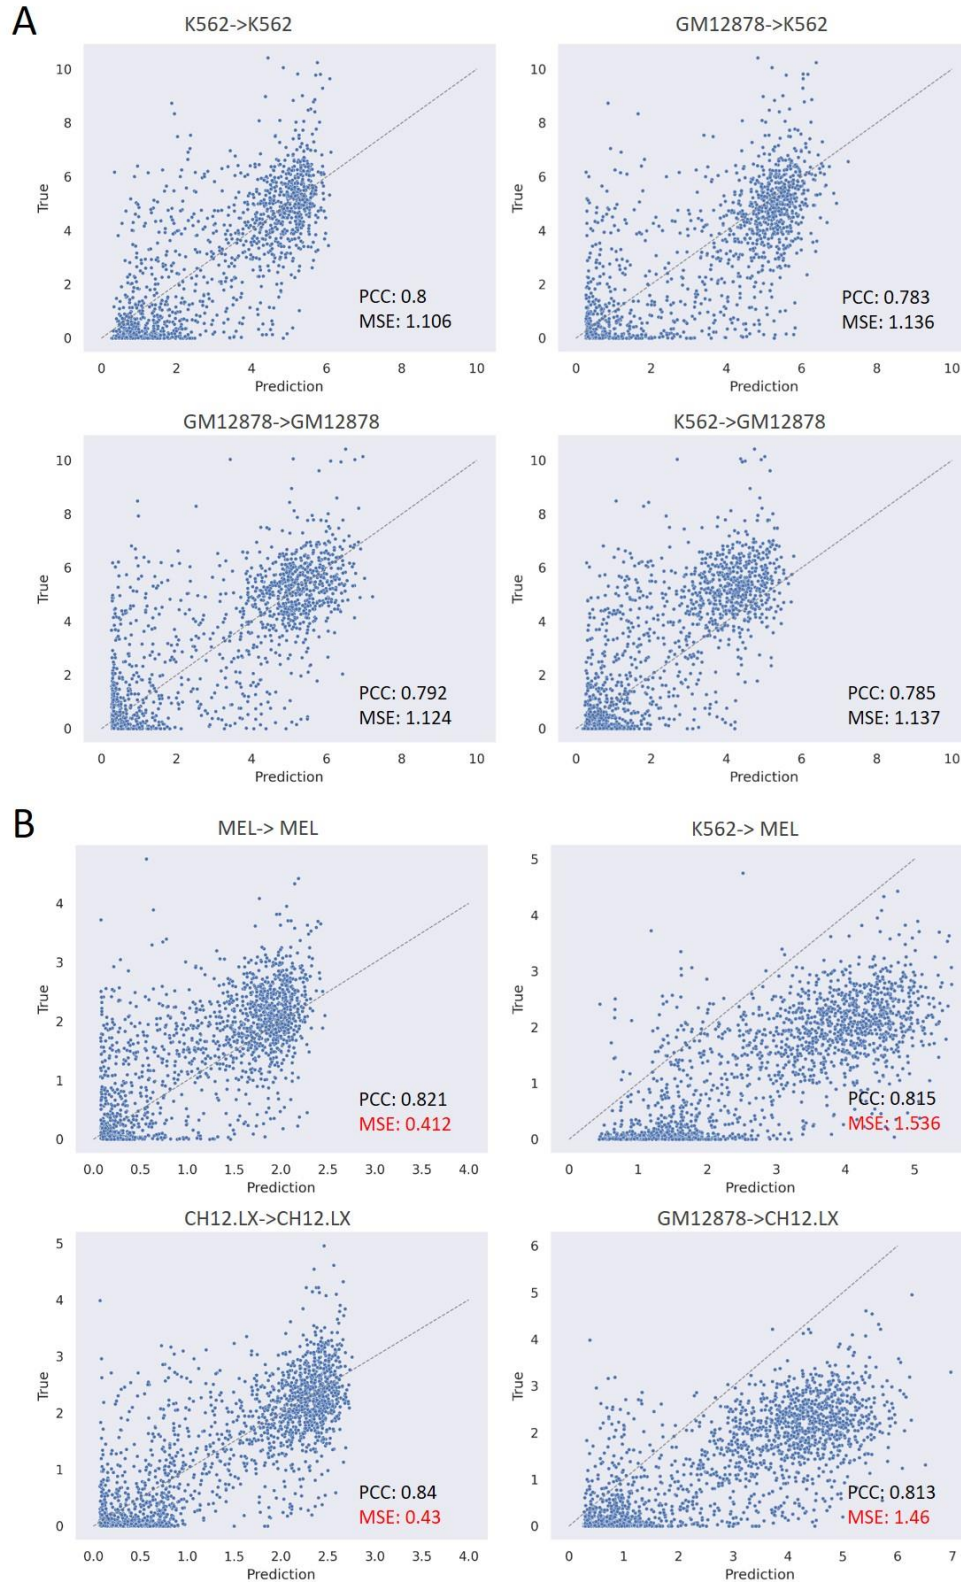 A
K562->K562
10
8
6
4
2
0
True
PCC: 0.8
MSE: 1.106
0 2 4 6 8 10
Prediction
GM12878->K562
10
8
6
4
2
0
True
PCC: 0.783
MSE: 1.136
0 2 4 6 8 10
Prediction
GM12878->GM12878
10
8
6
4
2
0
True
PCC: 0.792
MSE: 1.124
0 2 4 6 8 10
Prediction
K562->GM12878
10
8
6
4
2
0
True
PCC: 0.785
MSE: 1.137
0 2 4 6 8 10
Prediction
B
MEL-> MEL
4
3
2
1
0
True
PCC: 0.821
MSE: 0.412
0.0 0.5 1.0 1.5 2.0 2.5 3.0 3.5 4.0
Prediction
K562-> MEL
5
4
3
2
1
0
True
PCC: 0.815
MSE: 1.536
0 1 2 3 4 5
Prediction
CH12.LX->CH12.LX
5
4
3
2
1
0
True
PCC: 0.84
MSE: 0.43
0.0 0.5 1.0 1.5 2.0 2.5 3.0 3.5 4.0
Prediction
GM12878->CH12.LX
6
5
4
3
2
1
0
True
PCC: 0.813
MSE: 1.46
0 1 2 3 4 5 6 7
Prediction